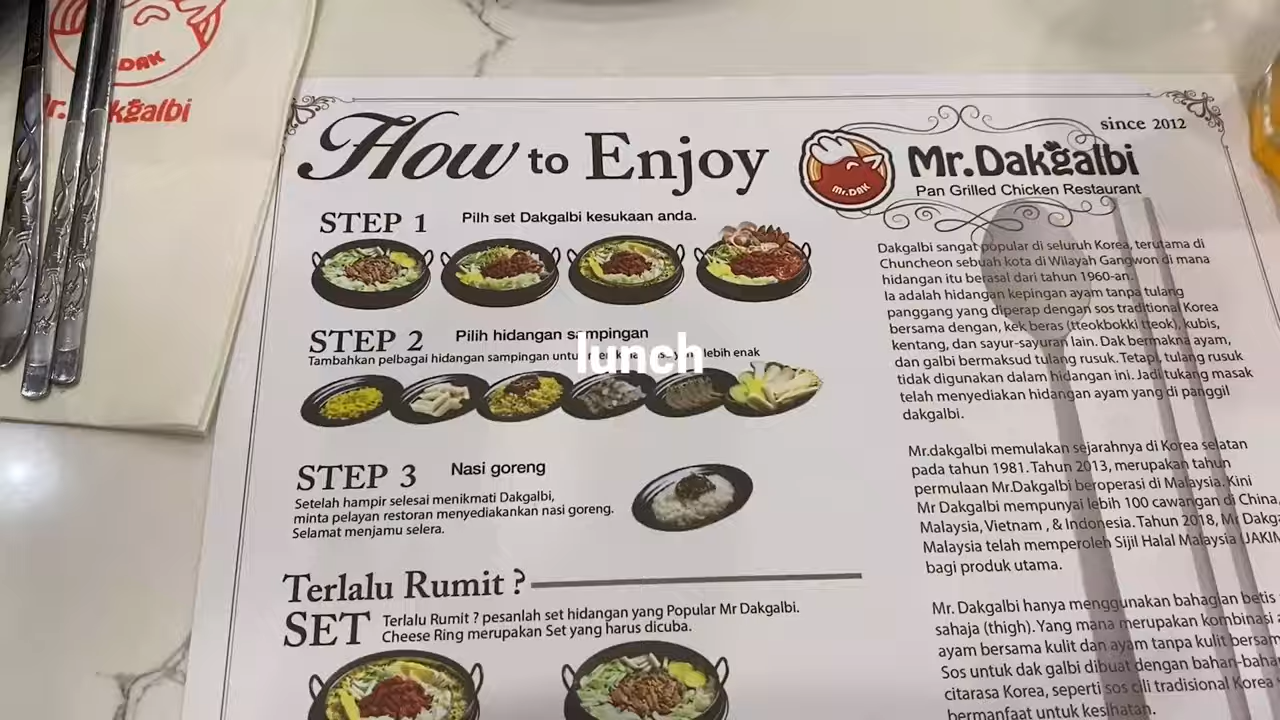 Mr.DAK
Mr.Dakgalbi
How to Enjoy
STEP 1 Pilh set Dakgalbi kesukaan anda.
STEP 2 Pilih hidangan sampingan
Tambahkan pelbagai hidangan sampingan lebih enak
lunch
STEP 3 Nasi goreng
Setelah hampir selesai menikmati Dakgalbi,
minta pelayan restoran menyediakankan nasi goreng.
Selamat menjamu selera.
Terlalu Rumit ?
SET Terlalu Rumit ? pesanlah set hidangan yang Popular Mr Dakgalbi.
Cheese Ring merupakan Set yang harus dicuba.
since 2012
Mr.DAK
Mr.Dakgalbi
Pan Grilled Chicken Restaurant
Dakgalbi sangat popular di seluruh Korea, terutama di
Chuncheon sebuah kota di Wilayah Gangwon di mana
hidangan itu berasal dari tahun 1960-an.
Ia adalah hidangan kepingan ayam tanpa tulang
panggang yang diperap dengan sos traditional Korea
bersama dengan, kek beras (tteokbokki tteok), kubis,
kentang, dan sayur-sayuran lain. Dak bermakna ayam,
dan galbi bermaksud tulang rusuk. Tetapi, tulang rusuk
tidak digunakan dalam hidangan ini. Jadi tukang masak
telah menyediakan hidangan ayam yang di panggil
dakgalbi.
Mr.dakgalbi memulakan sejarahnya di Korea selatan
pada tahun 1981. Tahun 2013, merupakan tahun
permulaan Mr.Dakgalbi beroperasi di Malaysia. Kini
Mr Dakgalbi mempunyai lebih 100 cawangan di China,
Malaysia, Vietnam , & Indonesia. Tahun 2018, Mr Dakga
Malaysia telah memperoleh Sijil Halal Malaysia (JAKIM
bagi produk utama.
Mr. Dakgalbi hanya menggunakan bahagian betis
sahaja (thigh). Yang mana merupakan kombinasi
ayam bersama kulit dan ayam tanpa kulit bersam
Sos untuk dak galbi dibuat dengan bahan-baha
citarasa Korea, seperti sos cili tradisional Korea
bermanfaat untuk kesihatan.